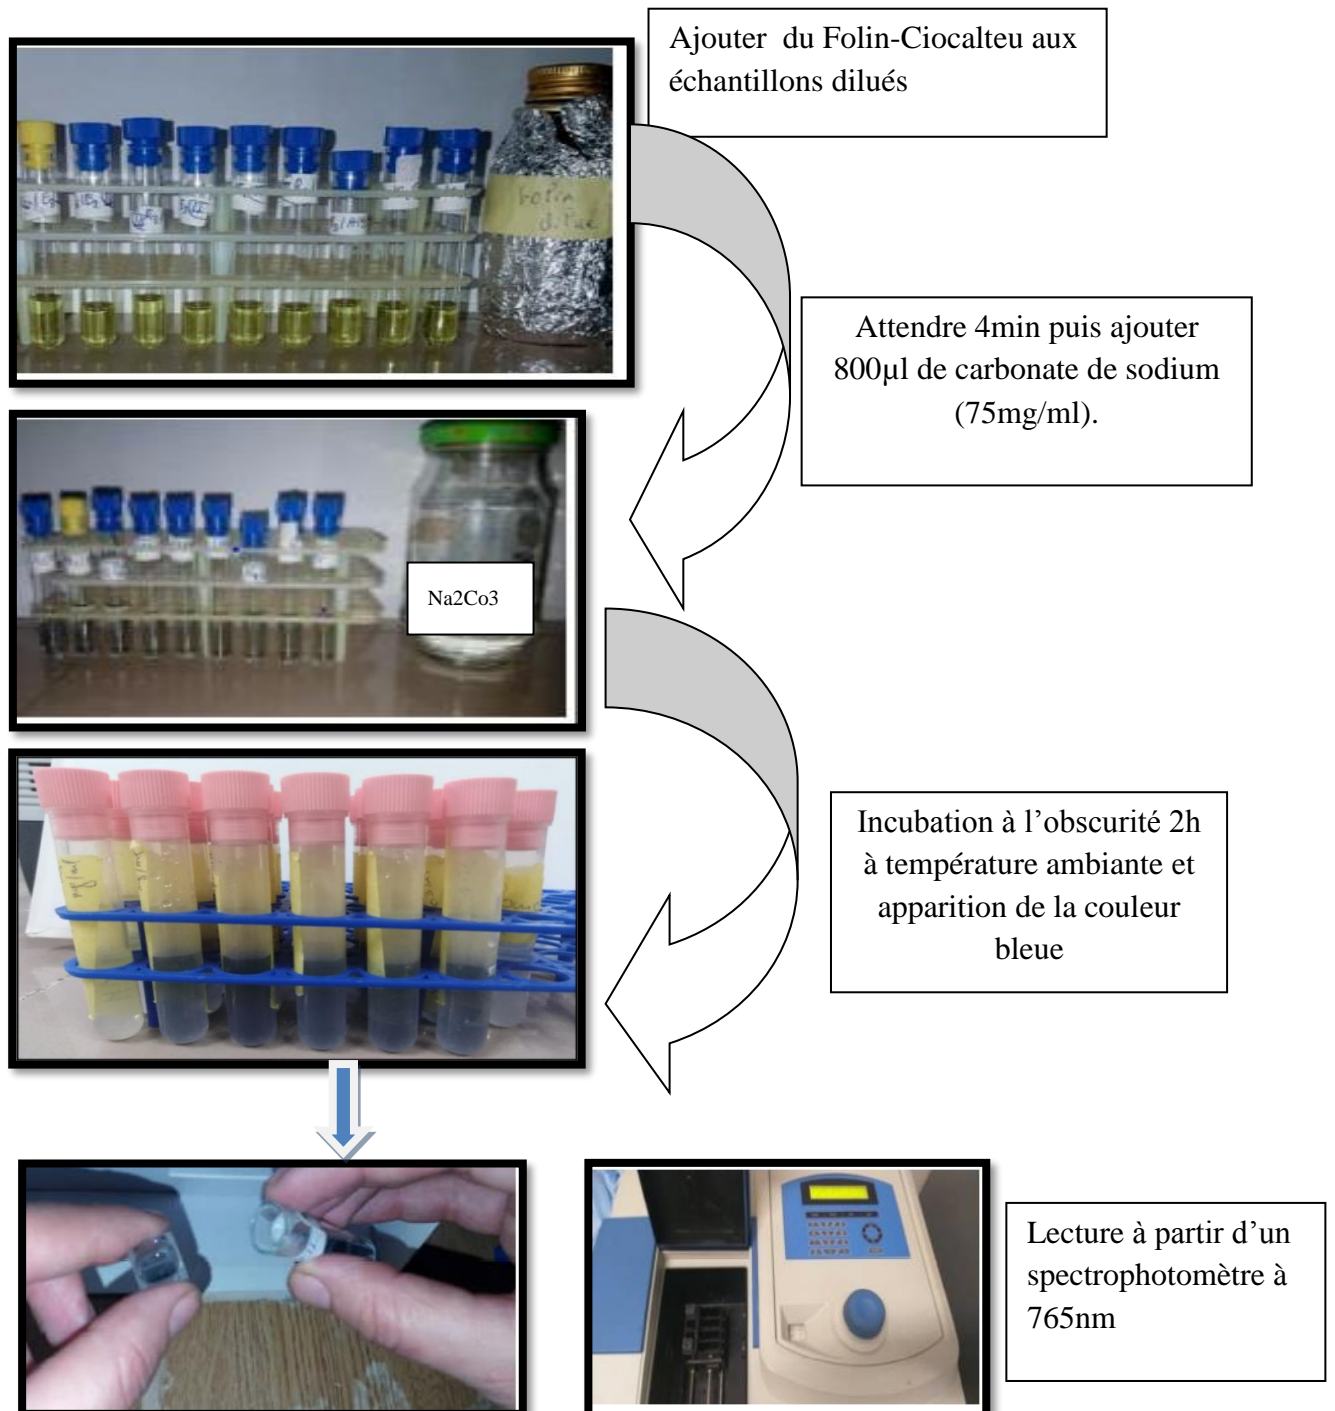 Ajouter du Folin-Ciocalteu aux
échantillons dilués
Folin
Attendre 4min puis ajouter
800µl de carbonate de sodium
(75mg/ml).
Na2Co3
Incubation à l’obscurité 2h
à température ambiante et
apparition de la couleur
bleue
Lecture à partir d’un
spectrophotomètre à
765nm